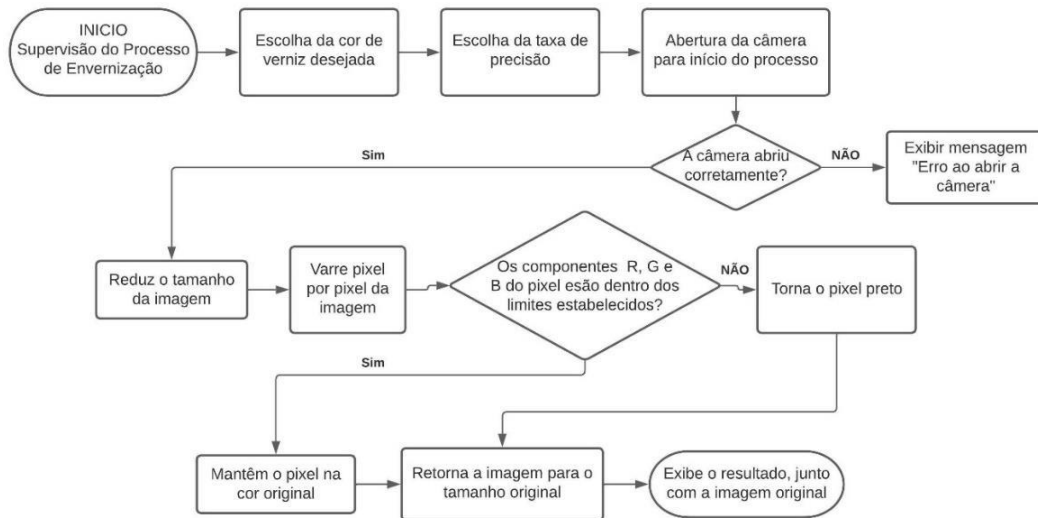 INICIO
Supervisão do Processo
de Envernização
Escolha da cor de
verniz desejada
Escolha da taxa de
precisão
Abertura da câmera
para início do processo
A câmera abriu
corretamente?
NÃO
Exibir mensagem
"Erro ao abrir a
câmera"
Sim
Reduz o tamanho
da imagem
Varre pixel
por pixel da
imagem
Os componentes R, G e
B do pixel esão dentro dos
limites estabelecidos?
NÃO
Torna o pixel preto
Sim
Mantêm o pixel na
cor original
Retorna a imagem para o
tamanho original
Exibe o resultado, junto
com a imagem original